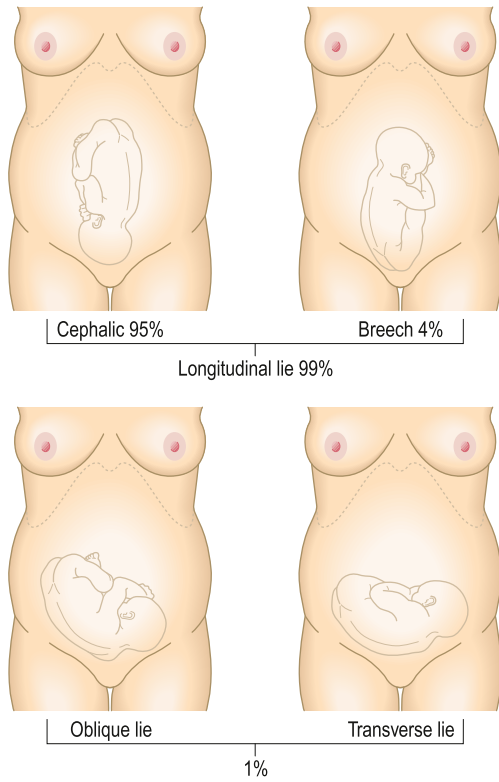 Cephalic 95%
Breech 4%
Longitudinal lie 99%
Oblique lie
Transverse lie
1%